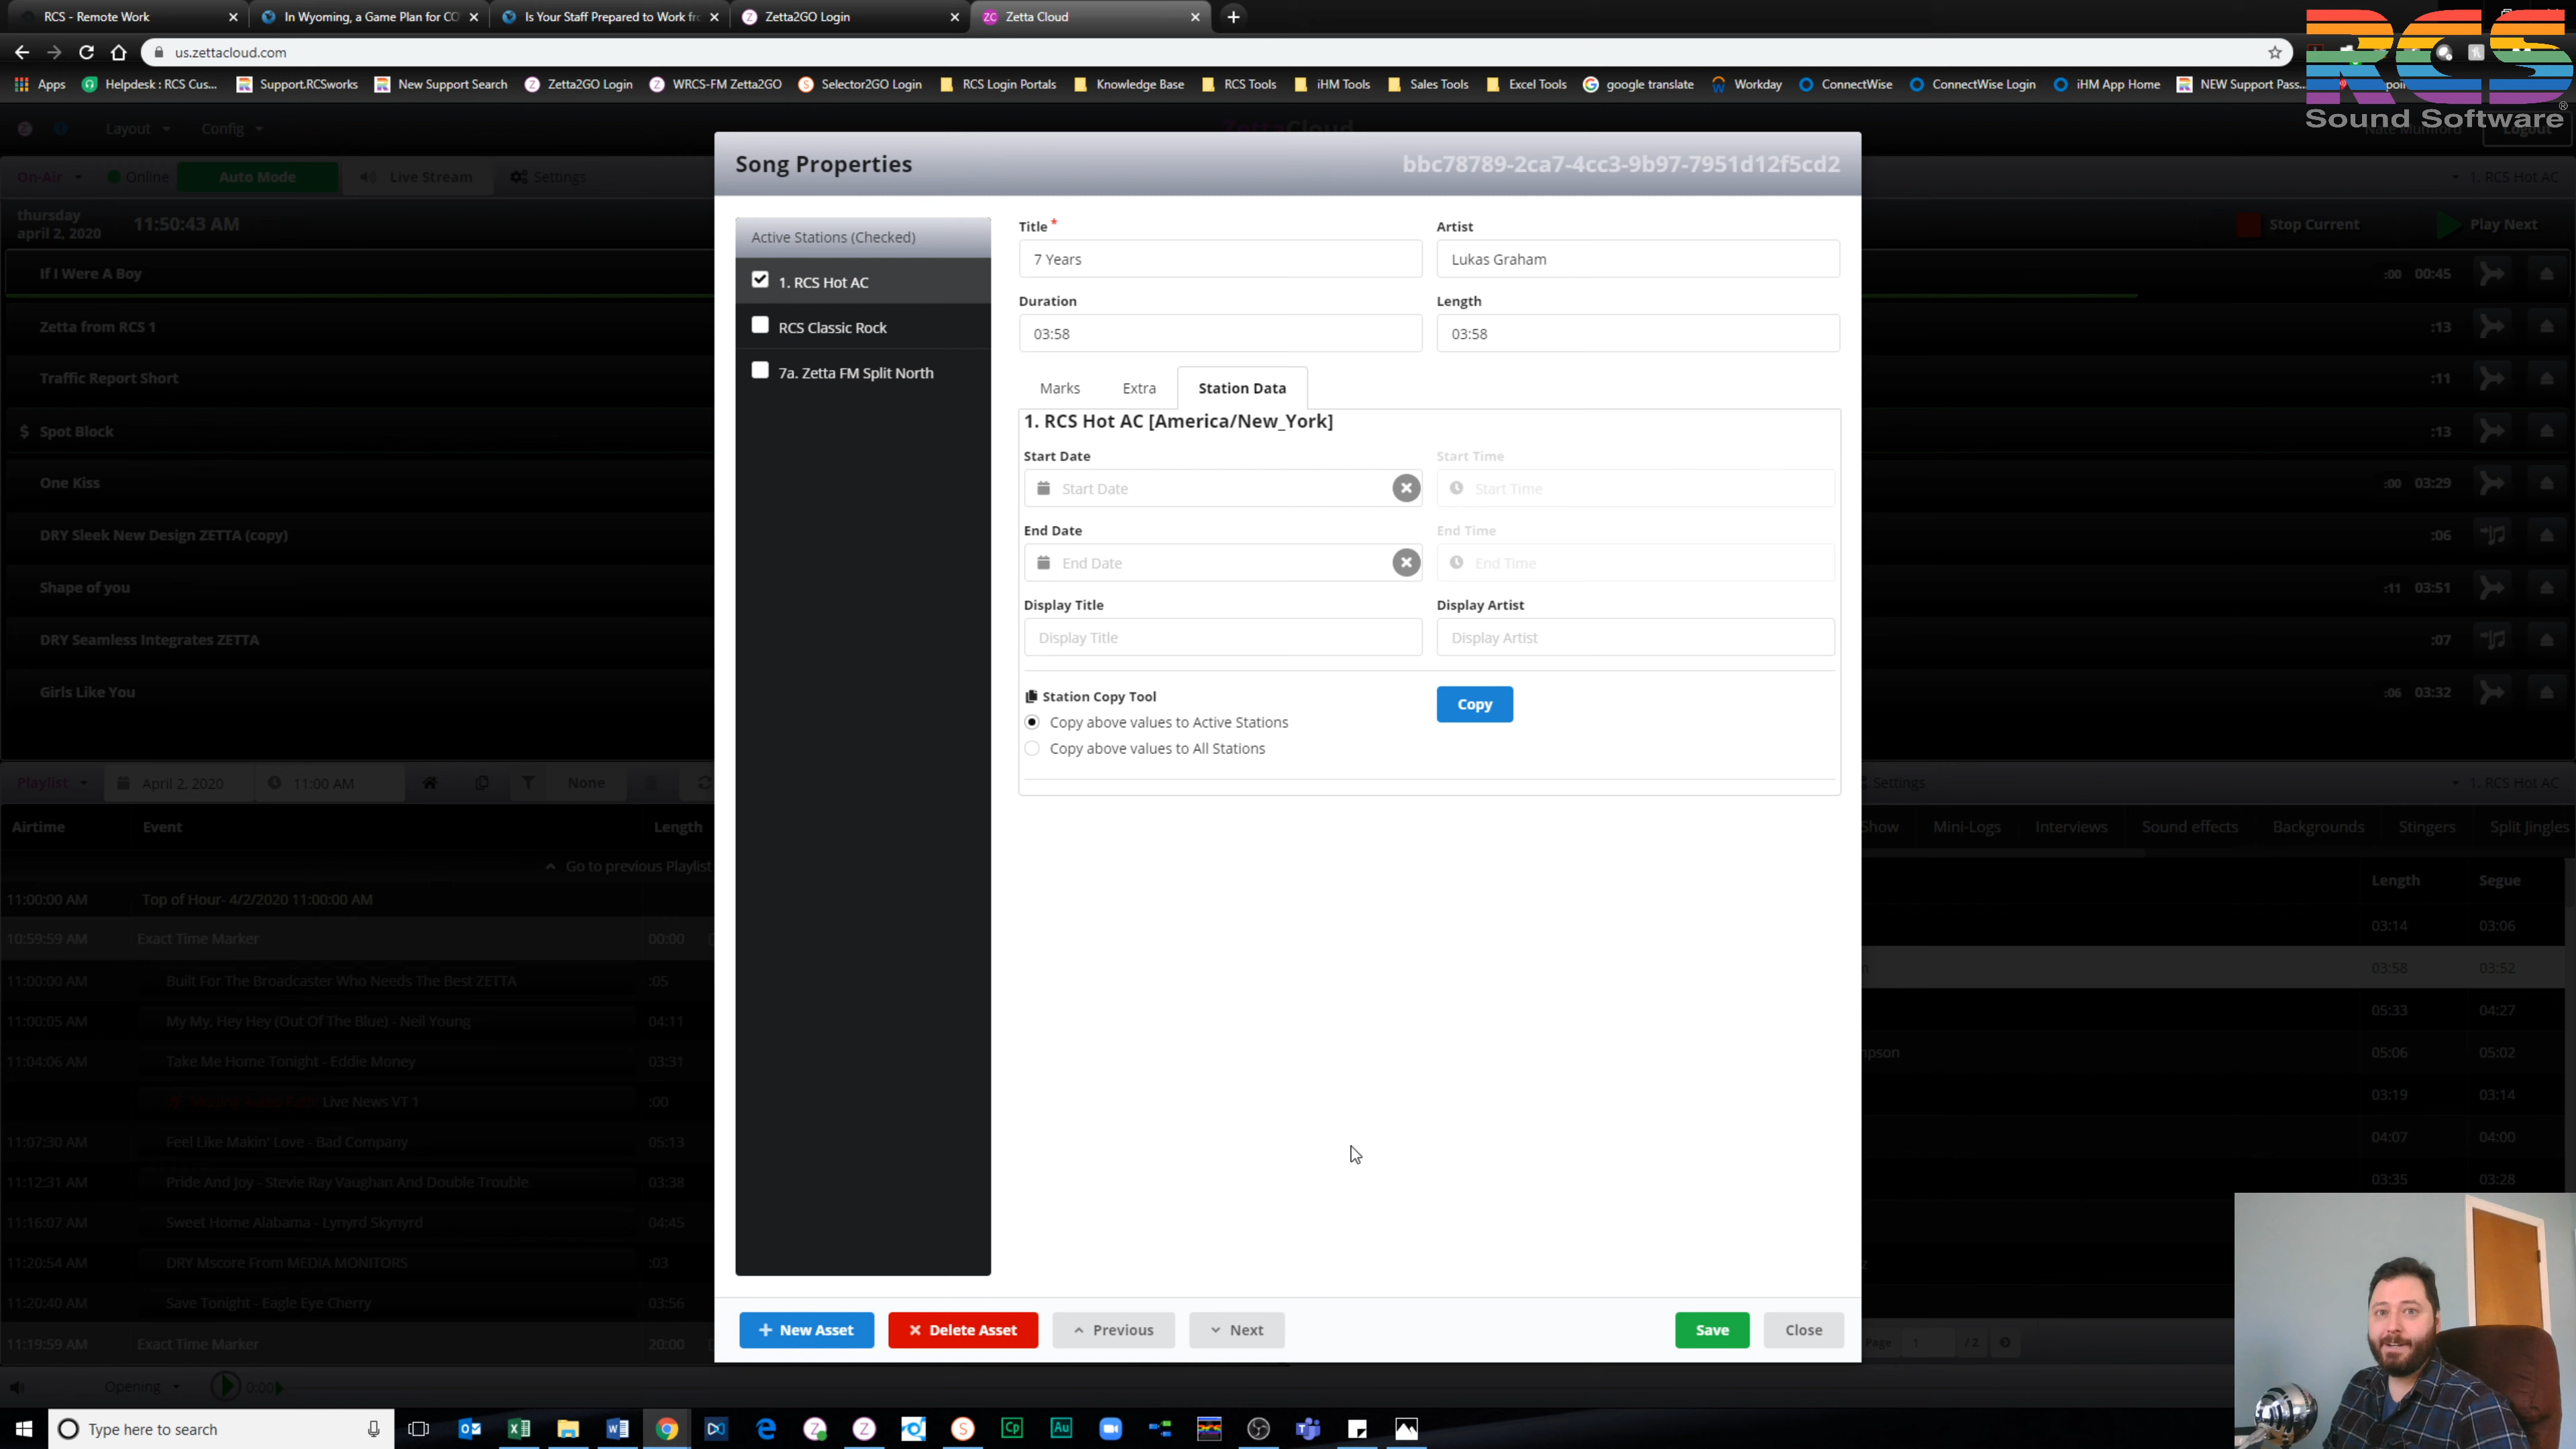 RCS - Remote Work
In Wyoming, a Game Plan for CO
Is Your Staff Prepared to Work fr
Zetta2GO Login
ZC Zetta Cloud
us.zettacloud.com
Apps
Helpdesk : RCS Cus...
Support.RCSworks
New Support Search
Zetta2GO Login
WRCS-FM Zetta2GO
Selector2GO Login
RCS Login Portals
Knowledge Base
RCS Tools
iHM Tools
Sales Tools
Excel Tools
google translate
Workday
ConnectWise
ConnectWise Login
iHM App Home
NEW Support Pass...
RCS
Sound Software
Layout
Config
ZettaCloud
Nate Mumford
Logout
On-Air
Online
Auto Mode
Live Stream
Settings
1. RCS Hot AC
thursday
april 2, 2020
11:50:43 AM
Stop Current
Play Next
If I Were A Boy
:00 00:45
Zetta from RCS 1
:13
Traffic Report Short
:11
$ Spot Block
:13
One Kiss
:00 03:29
DRY Sleek New Design ZETTA (copy)
:06
Shape of you
:11 03:51
DRY Seamless Integrates ZETTA
:07
Girls Like You
:06 03:32
Song Properties
bbc78789-2ca7-4cc3-9b97-7951d12f5cd2
Active Stations (Checked)
1. RCS Hot AC
RCS Classic Rock
7a. Zetta FM Split North
Title *
Artist
7 Years
Lukas Graham
Duration
Length
03:58
03:58
Marks
Extra
Station Data
1. RCS Hot AC [America/New_York]
Start Date
Start Time
Start Date
Start Time
End Date
End Time
End Date
End Time
Display Title
Display Artist
Display Title
Display Artist
Station Copy Tool
Copy
Copy above values to Active Stations
Copy above values to All Stations
New Asset
Delete Asset
Previous
Next
Save
Close
Playlist
April 2, 2020
11:00 AM
None
Settings
1. RCS Hot AC
Airtime
Event
Length
Show
Mini-Logs
Interviews
Sound effects
Backgrounds
Stingers
Split Jingles
Go to previous Playlist
Length
Segue
11:00:00 AM Top of Hour- 4/2/2020 11:00:00 AM
10:59:59 AM Exact Time Marker 00:00
11:00:00 AM Built For The Broadcaster Who Needs The Best ZETTA :05
11:00:05 AM My My, Hey Hey (Out Of The Blue) - Neil Young 04:11
11:04:06 AM Take Me Home Tonight - Eddie Money 03:31
Live News VT 1 :00
11:07:30 AM Feel Like Makin' Love - Bad Company 05:13
11:12:31 AM Pride And Joy - Stevie Ray Vaughan And Double Trouble 03:38
11:16:07 AM Sweet Home Alabama - Lynyrd Skynyrd 04:45
11:20:54 AM DRY Mscore From MEDIA MONITORS :03
11:20:40 AM Save Tonight - Eagle Eye Cherry 03:56
11:19:59 AM Exact Time Marker 20:00
03:14 03:06
03:58 03:52
05:33 04:27
mpson 05:06 05:02
03:19 03:14
04:07 04:00
03:35 03:28
Page 1 / 2
Opening
0:00
Type here to search